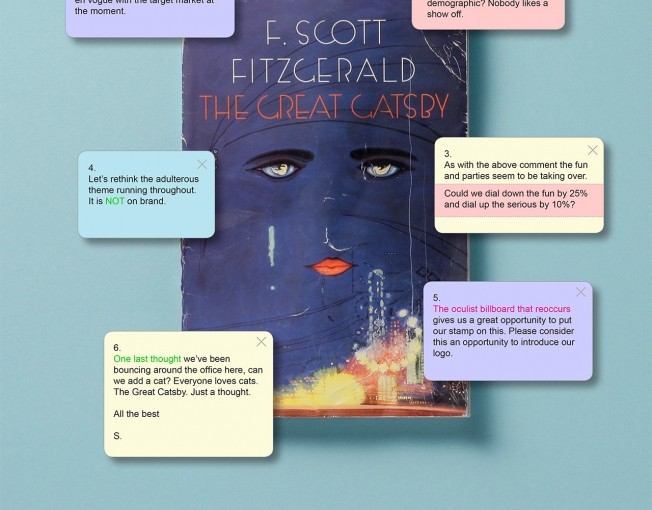 en vogue with the target market at
the moment.
demographic? Nobody likes a
show off.
F. SCOTT
FITZGERALD
THE GREAT GATSBY
3.
As with the above comment the fun
and parties seem to be taking over.
Could we dial down the fun by 25%
and dial up the serious by 10%?
4.
Let's rethink the adulterous
theme running throughout.
It is NOT on brand.
5.
The oculist billboard that reoccurs
gives us a great opportunity to put
our stamp on this. Please consider
this an opportunity to introduce our
logo.
6.
One last thought we've been
bouncing around the office here, can
we add a cat? Everyone loves cats.
The Great Catsby. Just a thought.
All the best
S.